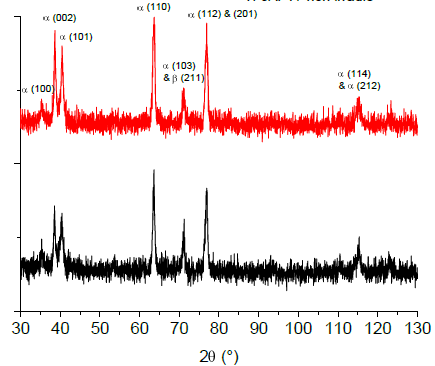 α (110)
α (002)
α (112) & (201)
α (101)
α (103)
& β (211)
α (114)
& α (212)
α (100)
30 40 50 60 70 80 90 100 110 120 130
2θ (°)